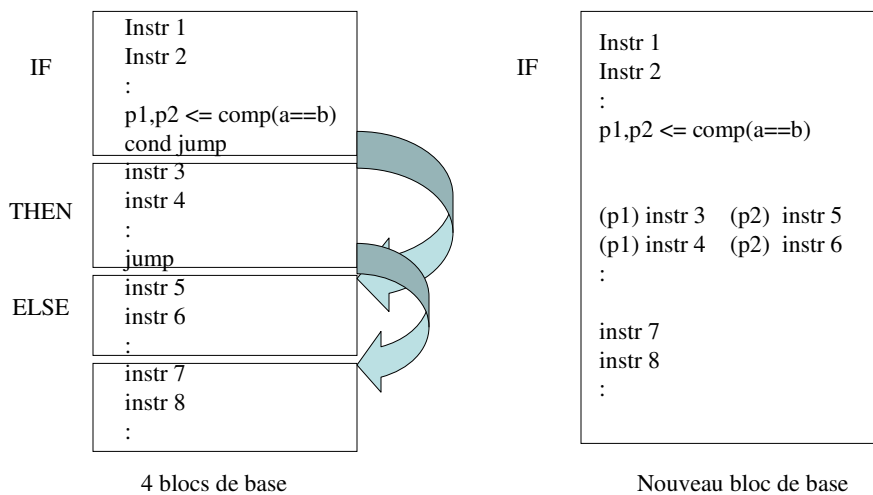 IF
Instr 1
Instr 2
:
p1,p2 <= comp(a==b)
cond jump
THEN
instr 3
instr 4
:
jump
ELSE
instr 5
instr 6
:
instr 7
instr 8
:
4 blocs de base
IF
Instr 1
Instr 2
:
p1,p2 <= comp(a==b)
(p1) instr 3 (p2) instr 5
(p1) instr 4 (p2) instr 6
:
instr 7
instr 8
:
Nouveau bloc de base